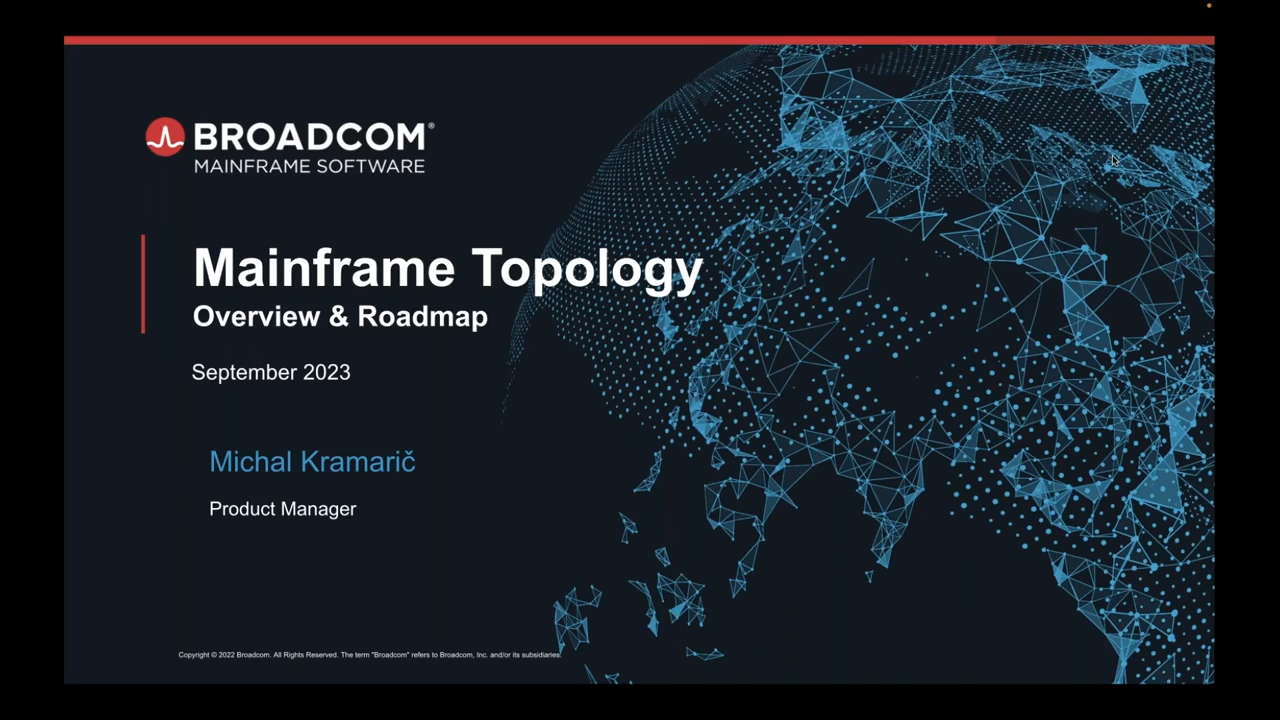 BROADCOM®
MAINFRAME SOFTWARE
Mainframe Topology
Overview & Roadmap
September 2023
Michal Kramarič
Product Manager
Copyright © 2022 Broadcom. All Rights Reserved. The term "Broadcom" refers to Broadcom, Inc. and/or its subsidiaries.